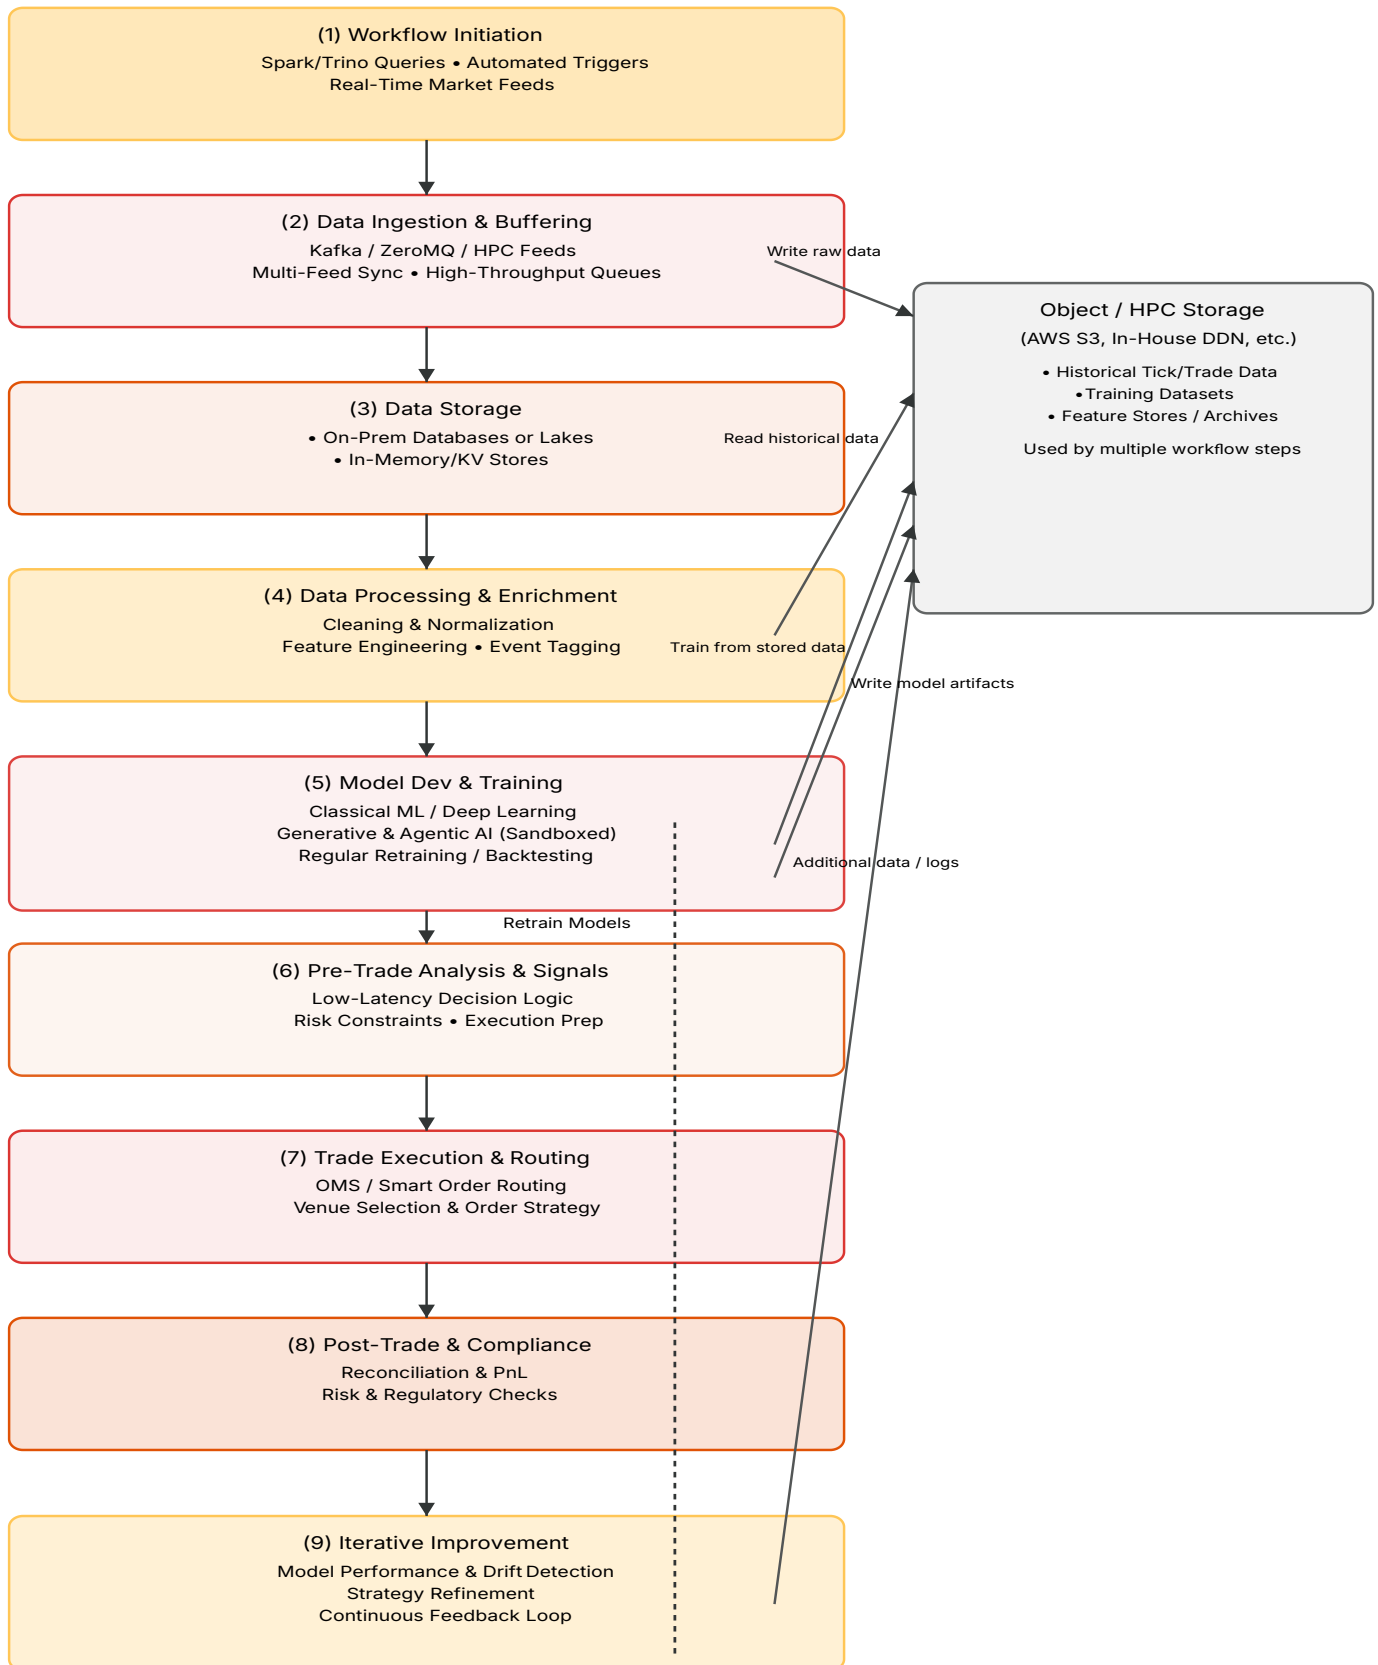 (1) Workflow Initiation
Spark/Trino Queries • Automated Triggers
Real-Time Market Feeds
(2) Data Ingestion & Buffering
Kafka / ZeroMQ / HPC Feeds
Multi-Feed Sync • High-Throughput Queues
Write raw data
Object / HPC Storage
(AWS S3, In-House DDN, etc.)
• Historical Tick/Trade Data
• Training Datasets
• Feature Stores / Archives
Used by multiple workflow steps
(3) Data Storage
• On-Prem Databases or Lakes
• In-Memory/KV Stores
Read historical data
(4) Data Processing & Enrichment
Cleaning & Normalization
Feature Engineering • Event Tagging
Train from stored data
Write model artifacts
(5) Model Dev & Training
Classical ML / Deep Learning
Generative & Agentic AI (Sandboxed)
Regular Retraining / Backtesting
Additional data / logs
Retrain Models
(6) Pre-Trade Analysis & Signals
Low-Latency Decision Logic
Risk Constraints • Execution Prep
(7) Trade Execution & Routing
OMS / Smart Order Routing
Venue Selection & Order Strategy
(8) Post-Trade & Compliance
Reconciliation & PnL
Risk & Regulatory Checks
(9) Iterative Improvement
Model Performance & Drift Detection
Strategy Refinement
Continuous Feedback Loop